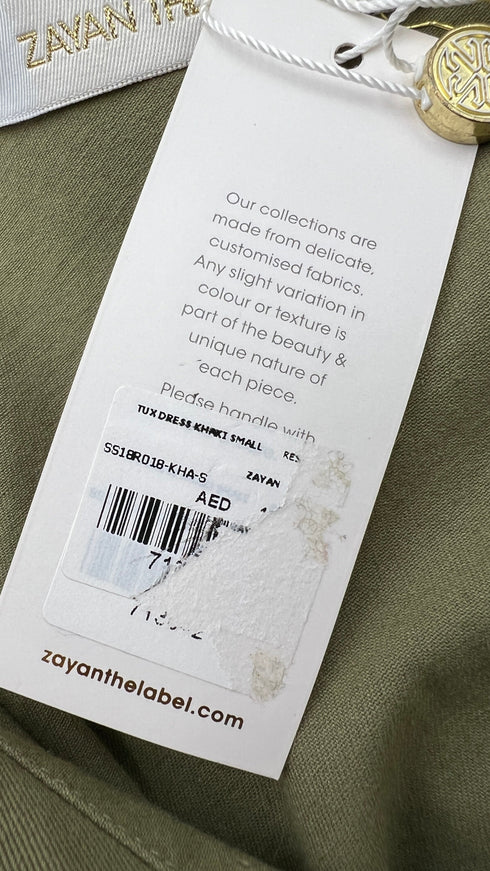 ZAYAN
Our collections are
made from delicate,
customised fabrics.
Any slight variation in
colour or texture is
part of the beauty &
unique nature of
each piece.
Please handle with
TUX DRESS KHAKI SMALL RES
SS18R018-KHA-S ZAYAN
AED
zayanthelabel.com